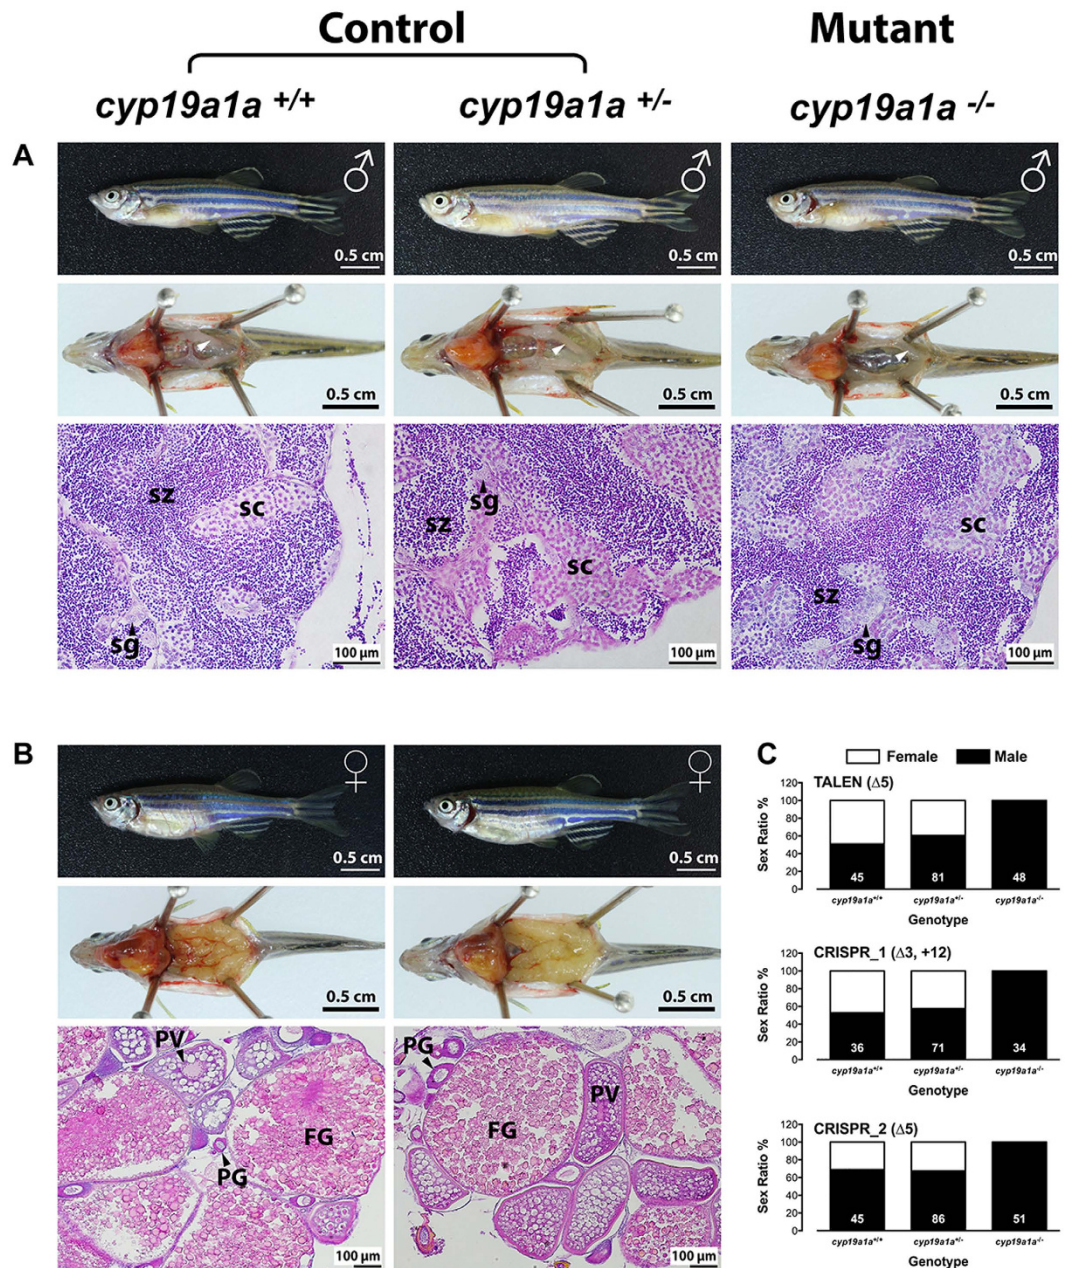 Control
Mutant
cyp19a1a +/+
cyp19a1a +/-
cyp19a1a -/-
A
♂
♂
♂
0.5 cm
0.5 cm
0.5 cm
0.5 cm
0.5 cm
0.5 cm
sz
sc
sg
100 µm
sg
sz
sc
100 µm
sc
sz
sg
100 µm
B
♀
♀
0.5 cm
0.5 cm
0.5 cm
0.5 cm
PV
FG
PG
100 µm
PG
PV
FG
100 µm
C
Female
Male
TALEN (Δ5)
Sex Ratio %
120
100
80
60
40
20
0
45
81
48
cyp19a1a+/+
cyp19a1a+/-
cyp19a1a-/-
Genotype
CRISPR_1 (Δ3, +12)
Sex Ratio %
120
100
80
60
40
20
0
36
71
34
cyp19a1a+/+
cyp19a1a+/-
cyp19a1a-/-
Genotype
CRISPR_2 (Δ5)
Sex Ratio %
120
100
80
60
40
20
0
45
86
51
cyp19a1a+/+
cyp19a1a+/-
cyp19a1a-/-
Genotype